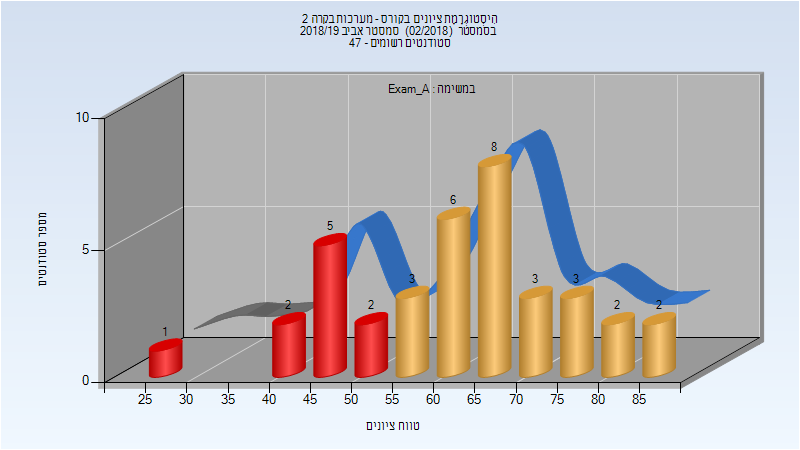 היסטוגרמת ציונים בקורס - מערכות בקרה 2
בסמסטר (02/2018) סמסטר אביב 2018/19
סטודנטים רשומים - 47
במשימה : Exam_A
10
5
0
מספר סטודנטים
1
2
5
2
3
6
8
3
3
2
2
25 30 35 40 45 50 55 60 65 70 75 80 85
טווח ציונים